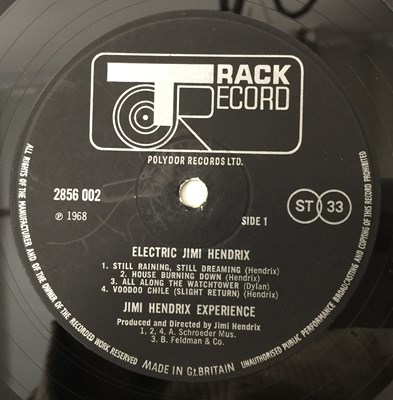 TRACK
RECORD
POLYDOR RECORDS LTD.
2856 002
℗ 1968
SIDE 1
ST 33
ELECTRIC JIMI HENDRIX
1. STILL RAINING, STILL DREAMING (Hendrix)
2. HOUSE BURNING DOWN (Hendrix)
3. ALL ALONG THE WATCHTOWER (Dylan)
4. VOODOO CHILE (SLIGHT RETURN) (Hendrix)
JIMI HENDRIX EXPERIENCE
Produced and Directed by Jimi Hendrix
1, 2, 4. A. Schroeder Mus.
3. B. Feldman & Co.
ALL RIGHTS OF THE MANUFACTURER AND OF THE OWNER OF THE RECORDED WORK RESERVED
MADE IN Gt.BRITAIN
UNAUTHORISED PUBLIC PERFORMANCE BROADCASTING AND COPYING OF THIS RECORD PROHIBITED